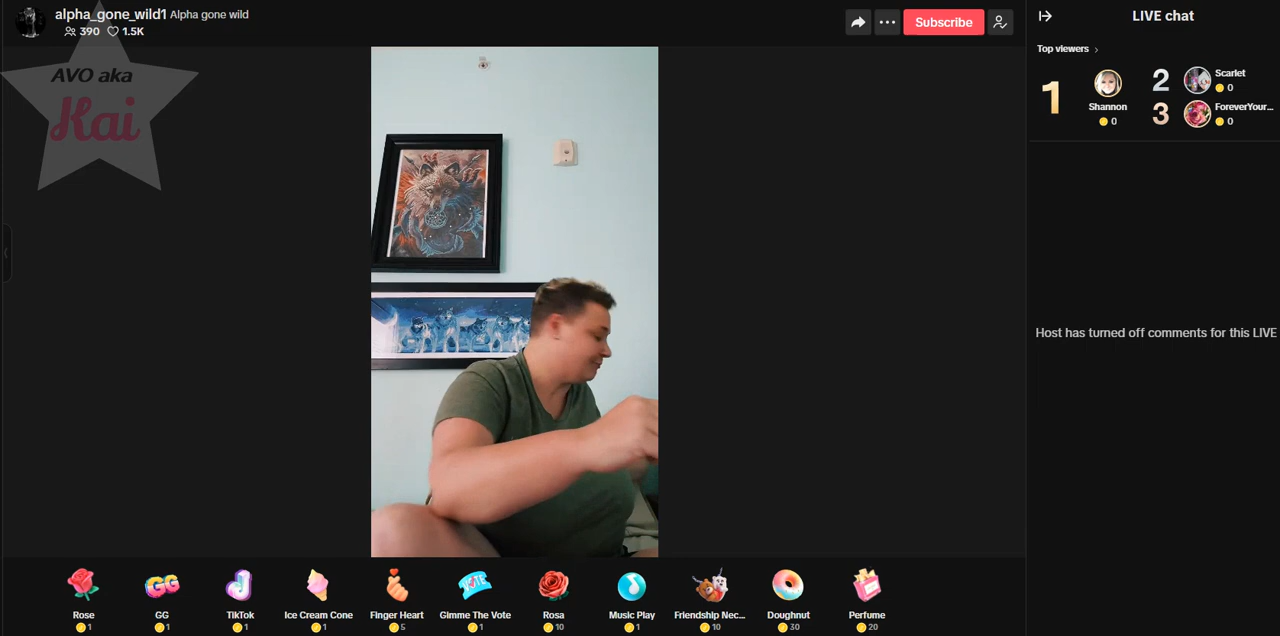 alpha_gone_wild1 Alpha gone wild
390 1.5K
Subscribe
LIVE chat
AVO aka
Kai
Top viewers
1
Shannon
0
2
Scarlet
0
3
ForeverYour...
0
Host has turned off comments for this LIVE
Rose
1
GG
GG
1
TikTok
1
Ice Cream Cone
1
Finger Heart
5
VOTE
Gimme The Vote
1
Rosa
10
Music Play
1
Friendship Nec...
10
Doughnut
30
Perfume
20